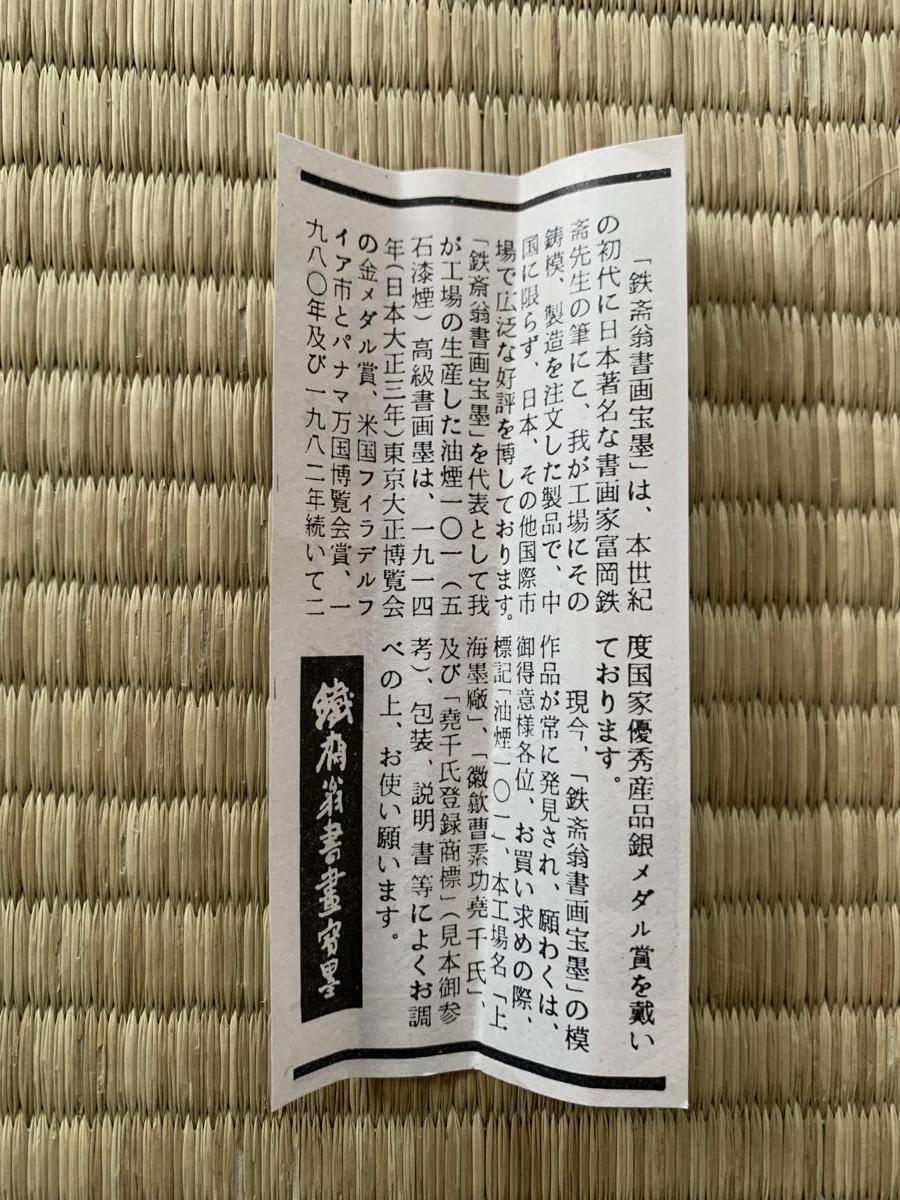 「鉄斎翁書画宝墨」は、本世紀
の初代に日本著名な書画家富岡鉄
斎先生の筆にこ、我が工場にその
鋳模、製造を注文した製品で、中
国に限らず、日本、その他国際市
場で広泛な好評を博しております。
「鉄斎翁書画宝墨」を代表として我
が工場の生産した油煙一〇一（五
石漆煙）高級書画墨は、一九一四
年（日本大正三年）東京大正博覧会
の金メダル賞、米国フィラデルフ
ィア市とパナマ万国博覧会賞、一
九八〇年及び一九八二年続いて二
度国家優秀産品銀メダル賞を戴い
ております。
現今、「鉄斎翁書画宝墨」の模
作品が常に発見され、願わくは、
御得意様各位、お買い求めの際、
標記「油煙一〇一」、本工場名「上
海墨廠」、「徽歙曹素功堯千氏」、
及び「堯千氏登録商標」（見本御参
考）、包装、説明書等によくお調
べの上、お使い願います。
鐵齋翁書畫寳墨